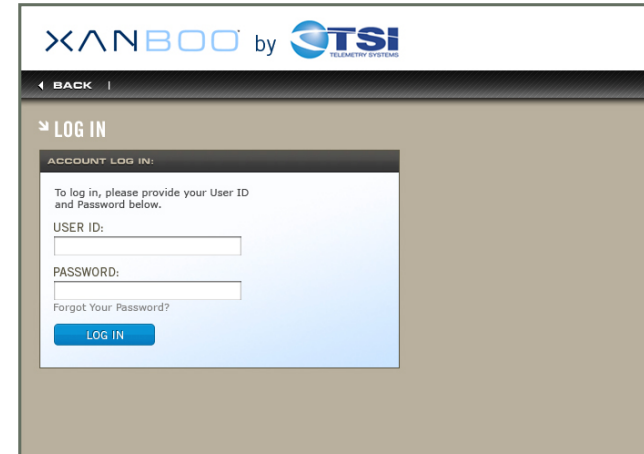 XANBOO by TSI
TELEMETRY SYSTEMS
BACK |
LOG IN
ACCOUNT LOG IN:
To log in, please provide your User ID
and Password below.
USER ID:
PASSWORD:
Forgot Your Password?
LOG IN